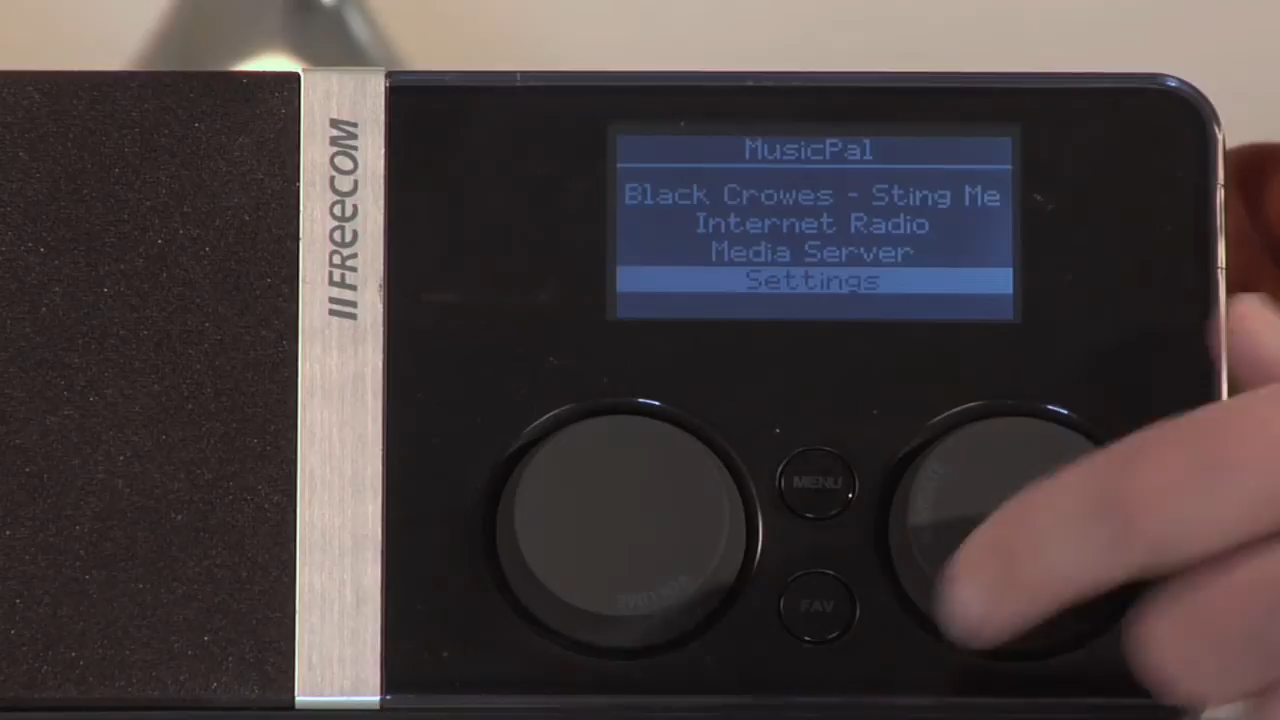 FREECOM
MusicPal
Black Crowes - Sting Me
Internet Radio
Media Server
Settings
MENU
FAV